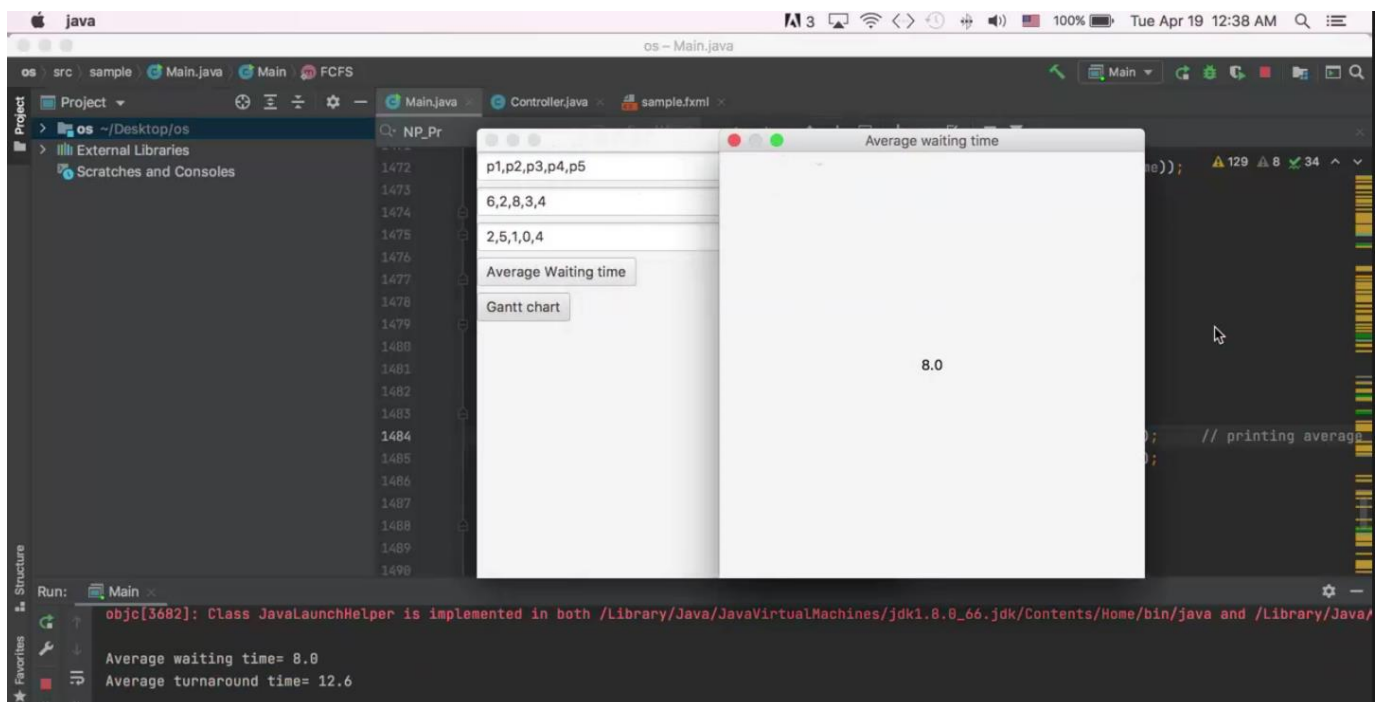 java 3 100% Tue Apr 19 12:38 AM
os – Main.java
os src sample Main.java Main FCFS Main
Project Project Main.java Controller.java sample.fxml
os ~/Desktop/os
NP_Pr
Average waiting time
External Libraries
Scratches and Consoles
1472 p1,p2,p3,p4,p5 )); 129 8 34
1473
1474 6,2,8,3,4
1475 2,5,1,0,4
1476
1477 Average Waiting time
1478
Gantt chart
1479
1480
1481 8.0
1482
1483
1484 ); // printing average
1485 );
1486
1487
1488
1489
1490
Structure
Run: Main
objc[3682]: Class JavaLaunchHelper is implemented in both /Library/Java/JavaVirtualMachines/jdk1.8.0_66.jdk/Contents/Home/bin/java and /Library/Java/
Favorites
Average waiting time= 8.0
Average turnaround time= 12.6